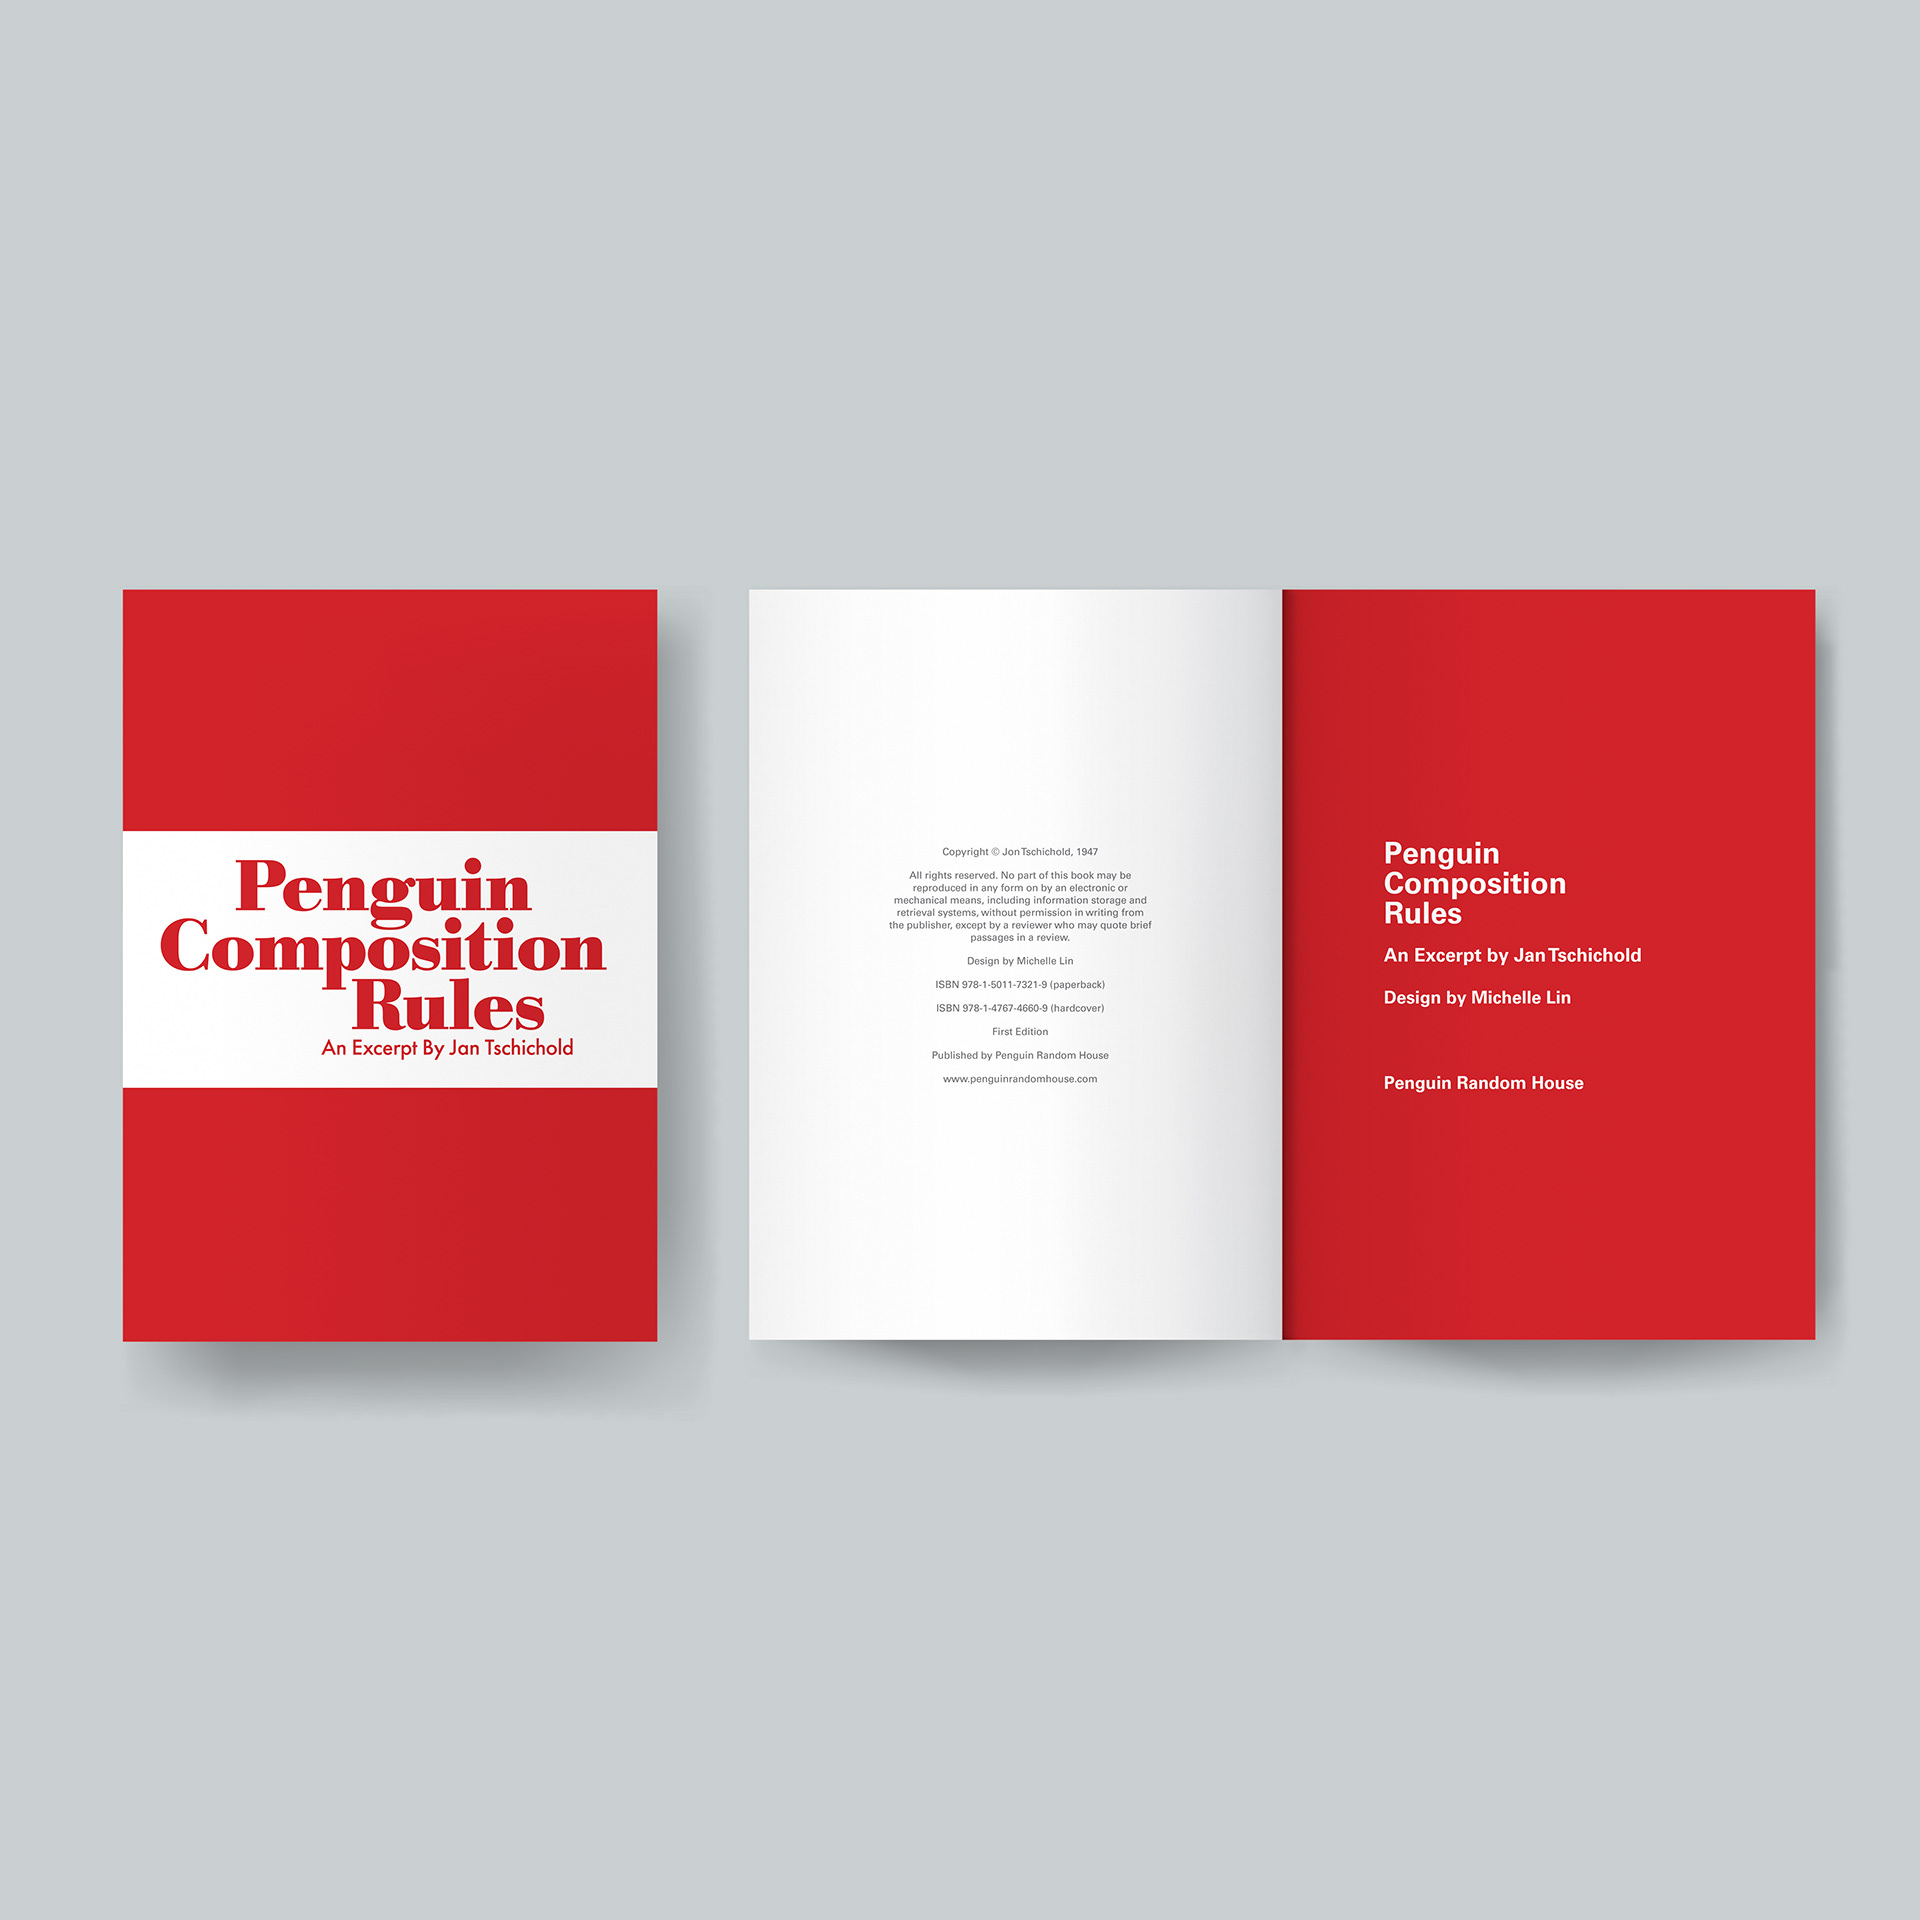 Penguin
Composition
Rules
An Excerpt By Jan Tschichold
Copyright © Jon Tschichold, 1947
All rights reserved. No part of this book may be
reproduced in any form on by an electronic or
mechanical means, including information storage and
retrieval systems, without permission in writing from
the publisher, except by a reviewer who may quote brief
passages in a review.
Design by Michelle Lin
ISBN 978-1-5011-7321-9 (paperback)
ISBN 978-1-4767-4660-9 (hardcover)
First Edition
Published by Penguin Random House
www.penguinrandomhouse.com
Penguin
Composition
Rules
An Excerpt by Jan Tschichold
Design by Michelle Lin
Penguin Random House